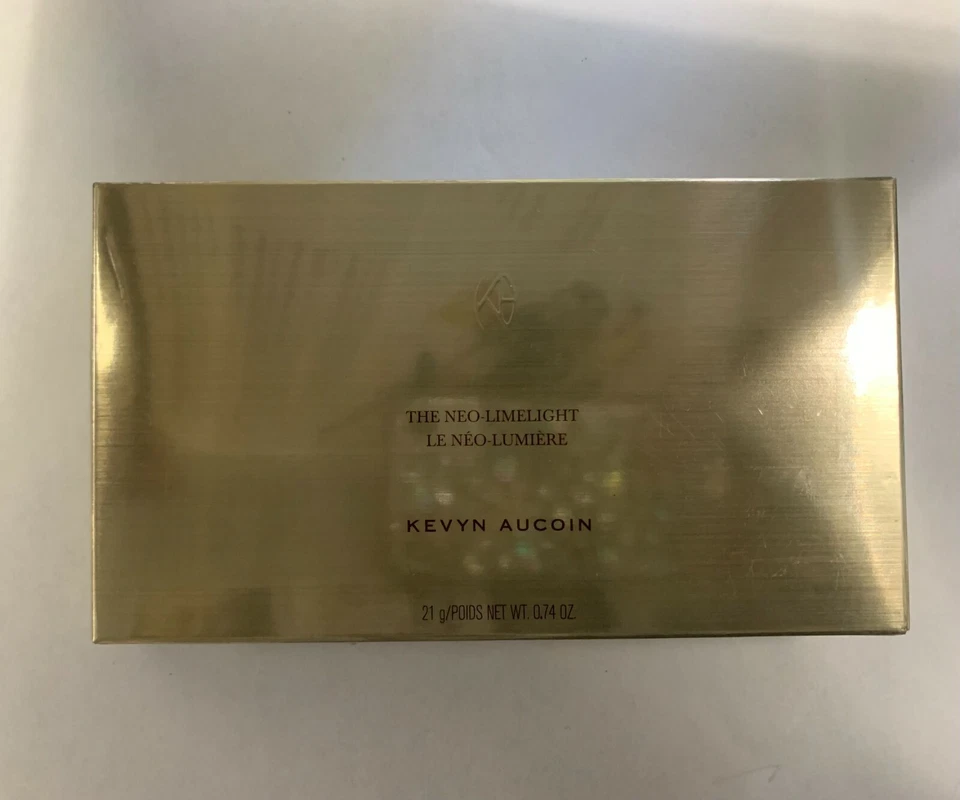 THE NEO-LIMELIGHT
LE NÉO-LUMIÈRE
KEVYN AUCOIN
21 g/POIDS NET WT. 0.74 OZ.